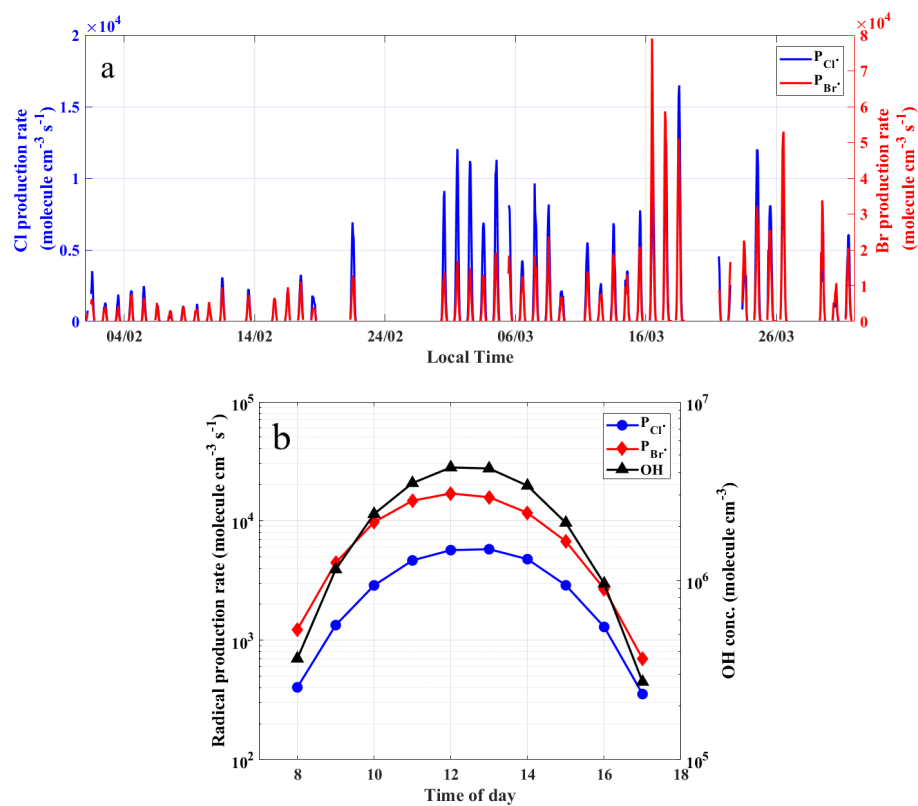 ×10⁴
×10⁴
a
2
1.5
1
0.5
0
8
7
6
5
4
3
2
1
0
P_Cl·
P_Br·
Cl production rate
(molecule cm⁻³ s⁻¹)
Br production rate
(molecule cm⁻³ s⁻¹)
04/02 14/02 24/02 06/03 16/03 26/03
Local Time
b
10⁵
10⁴
10³
10²
10⁷
10⁶
10⁵
P_Cl·
P_Br·
OH
Radical production rate (molecule cm⁻³ s⁻¹)
OH conc. (molecule cm⁻³)
8 10 12 14 16 18
Time of day